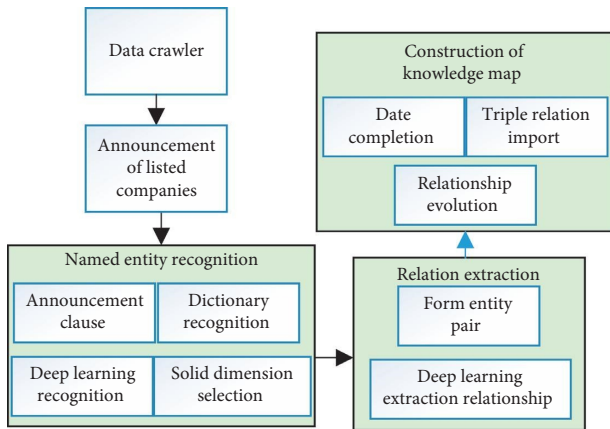 Data crawler
Announcement
of listed
companies
Named entity recognition
Announcement
clause
Dictionary
recognition
Deep learning
recognition
Solid dimension
selection
Relation extraction
Form entity
pair
Deep learning
extraction relationship
Construction of
knowledge map
Date
completion
Triple relation
import
Relationship
evolution